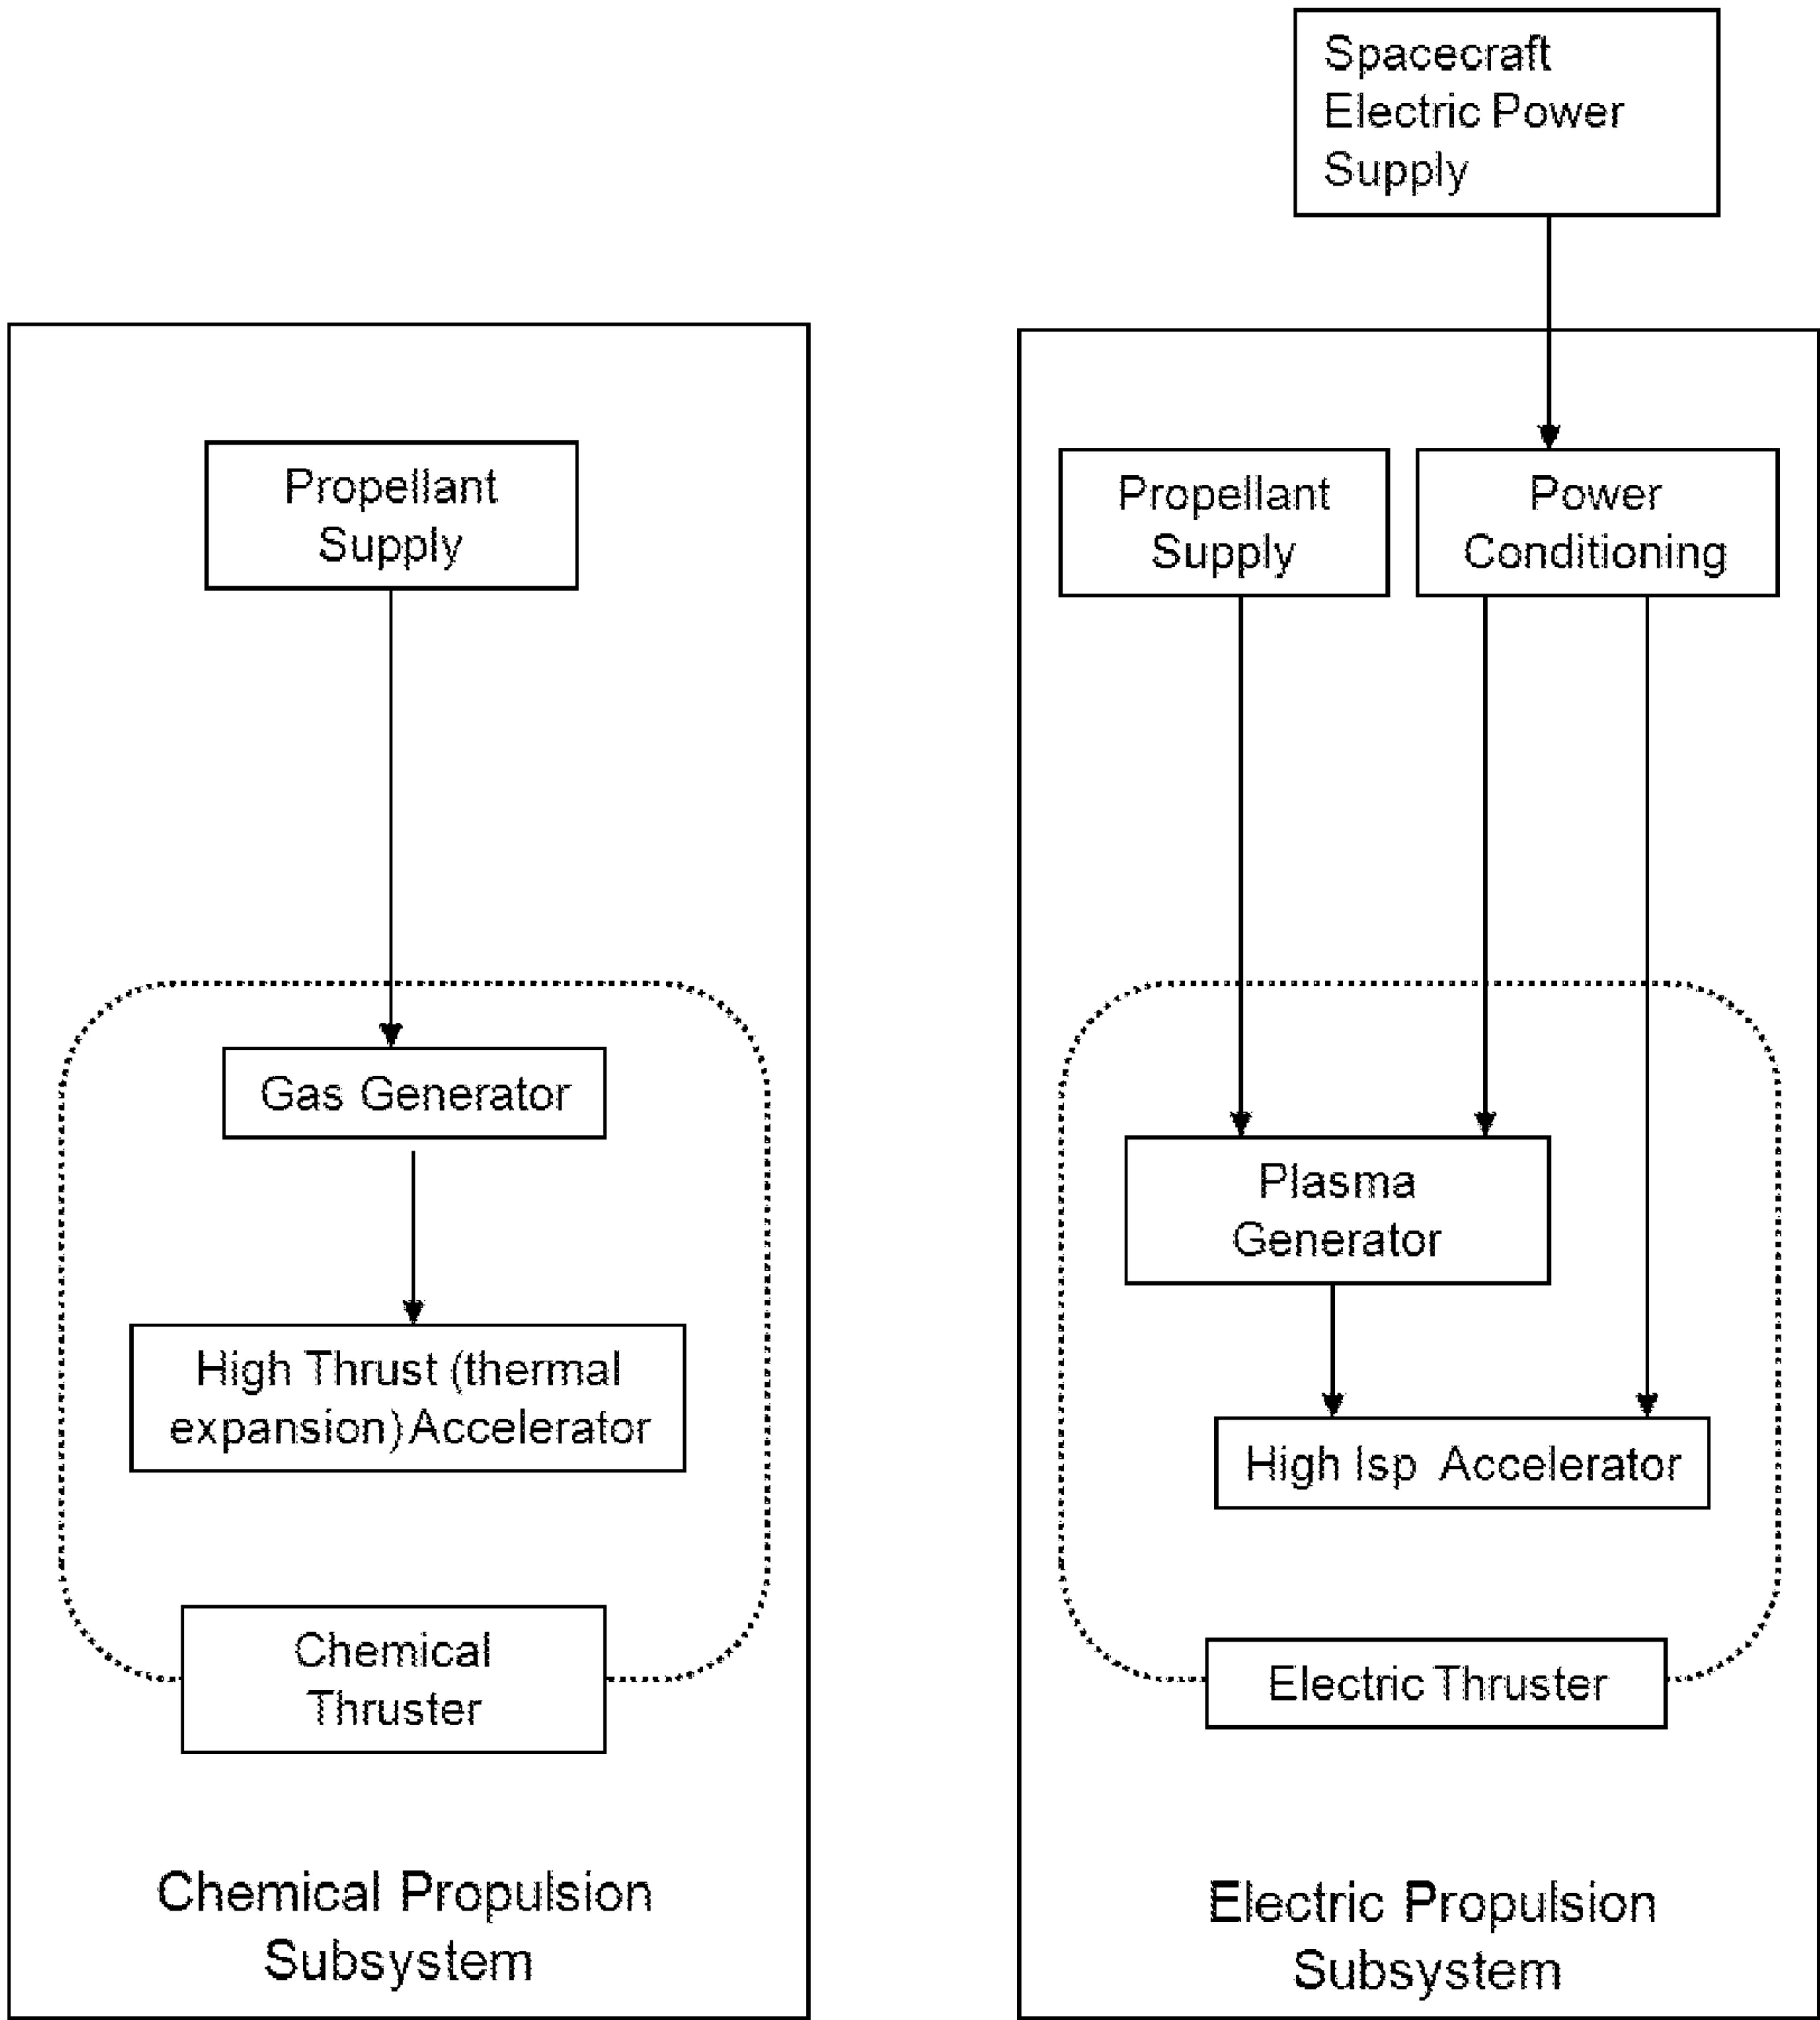 Spacecraft
Electric Power
Supply
Propellant
Supply
Gas Generator
High Thrust (thermal
expansion) Accelerator
Chemical
Thruster
Chemical Propulsion
Subsystem
Propellant
Supply
Power
Conditioning
Plasma
Generator
High Isp Accelerator
Electric Thruster
Electric Propulsion
Subsystem